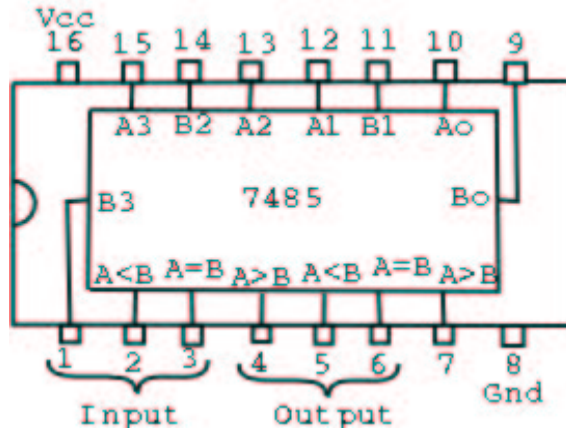 Vcc
16 15 14 13 12 11 10 9
A3 B2 A2 A1 B1 Ao
B3 7485 Bo
A<B A=B A>B A<B A=B A>B
1 2 3 4 5 6 7 8
Input Output Gnd